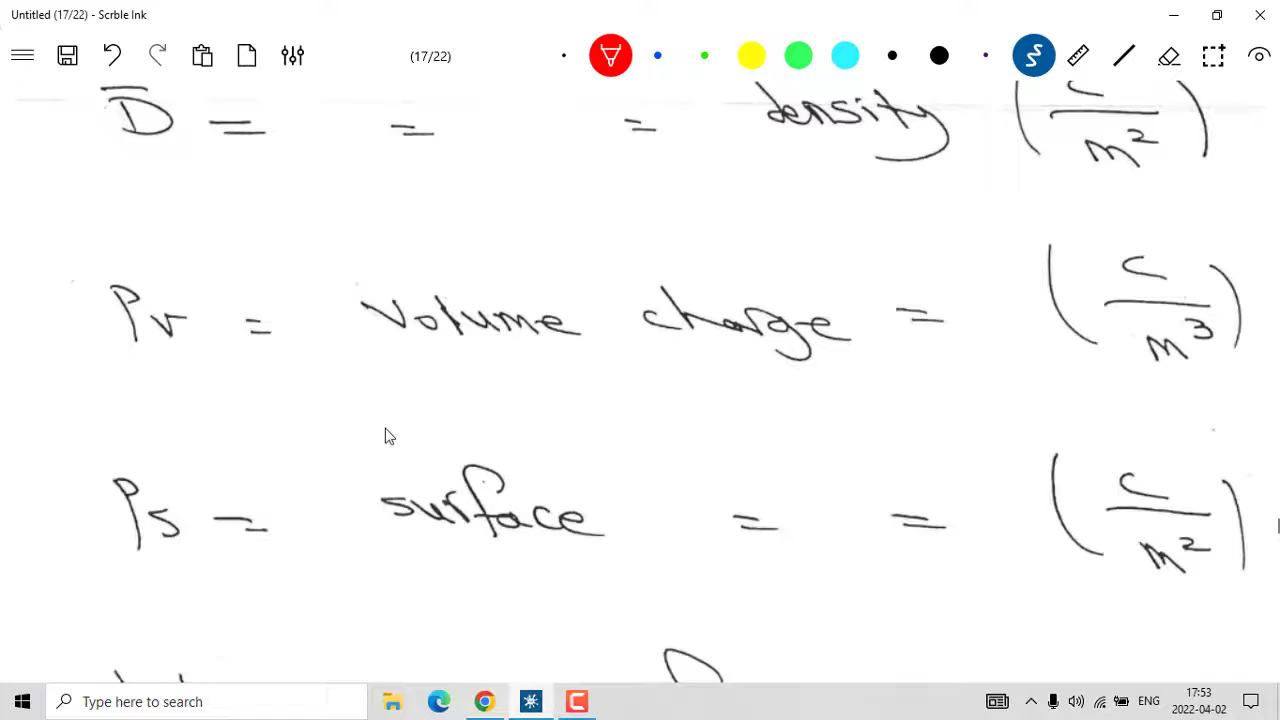 Untitled (17/22) - Scrble Ink
(17/22)
D̅ = = = density (C/m²)
ρv = volume charge = (C/m³)
ρs = surface = = (C/m²)
Type here to search
ENG
17:53
2022-04-02